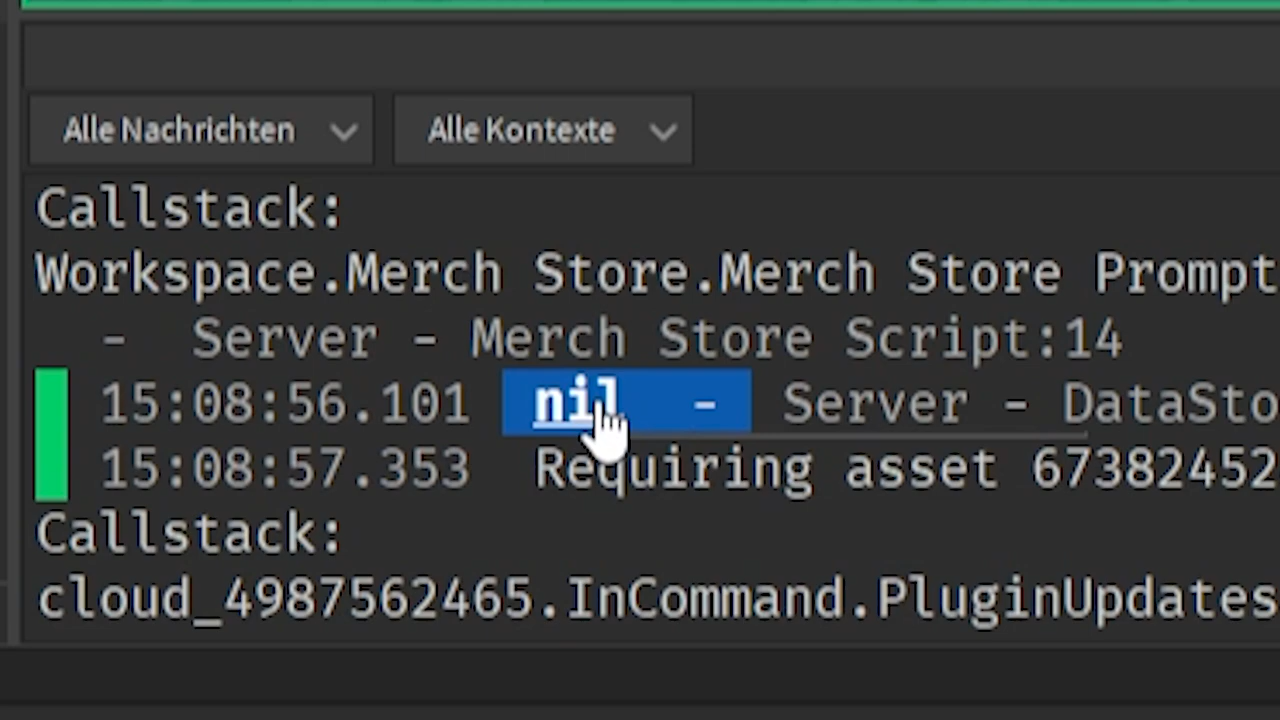 Alle Nachrichten Alle Kontexte
Callstack:
Workspace.Merch Store.Merch Store Prompt
- Server - Merch Store Script:14
15:08:56.101 nil - Server - DataSto
15:08:57.353 Requiring asset 67382452
Callstack:
cloud_4987562465.InCommand.PluginUpdates